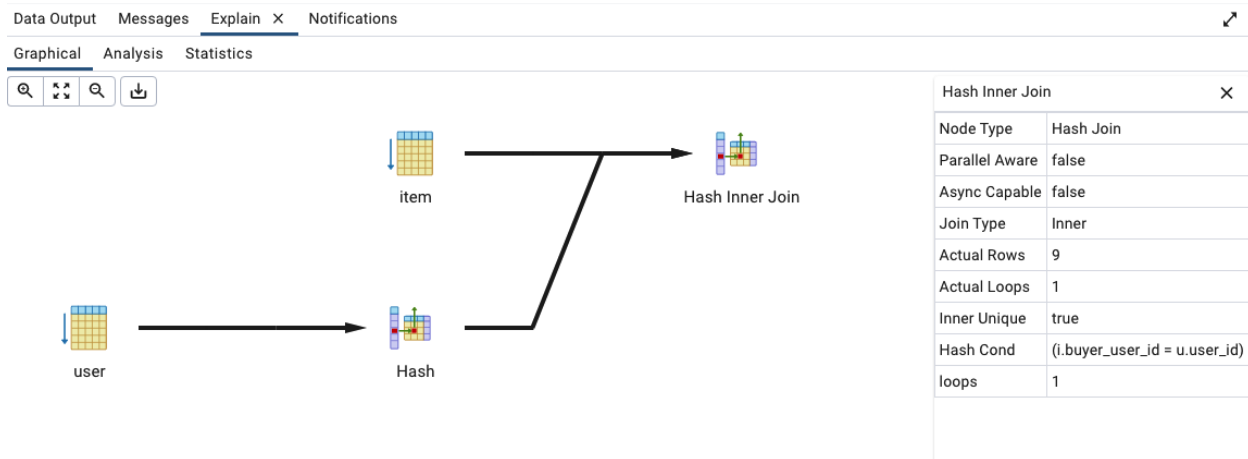 Data Output Messages Explain × Notifications
Graphical Analysis Statistics
Hash Inner Join ×
Node Type Hash Join
Parallel Aware false
Async Capable false
Join Type Inner
Actual Rows 9
Actual Loops 1
Inner Unique true
Hash Cond (i.buyer_user_id = u.user_id)
loops 1
item
Hash Inner Join
user
Hash